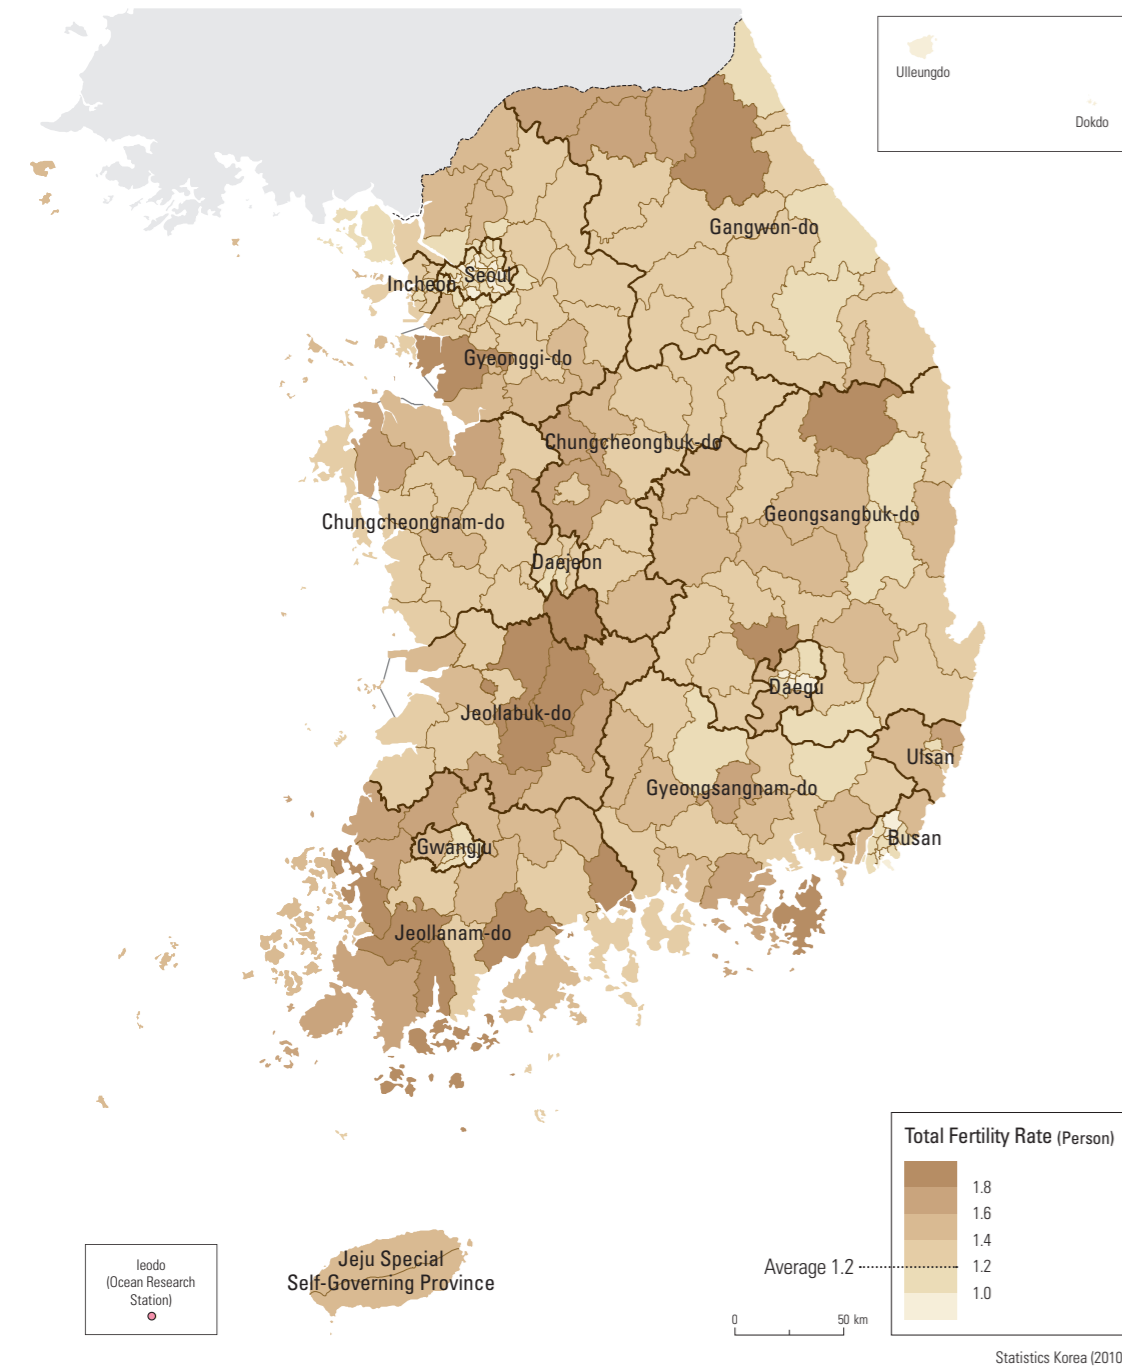 Ulleungdo
Dokdo
Gangwon-do
Seoul
Incheon
Gyeonggi-do
Chungcheongbuk-do
Geongsangbuk-do
Chungcheongnam-do
Daejeon
Daegu
Jeollabuk-do
Ulsan
Gyeongsangnam-do
Busan
Gwangju
Jeollanam-do
Total Fertility Rate (Person)
1.8
1.6
1.4
Average 1.2
1.2
1.0
Jeju Special
Self-Governing Province
Ieodo
(Ocean Research
Station)
0 50 km
Statistics Korea (2010